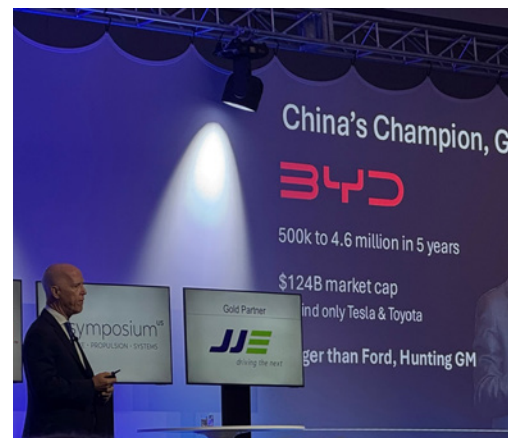 China's Champion, G
BYD
500k to 4.6 million in 5 years
$124B market cap
ind only Tesla & Toyota
ger than Ford, Hunting GM
symposium US
PROPULSION · SYSTEMS
Gold Partner
JJE
driving the next